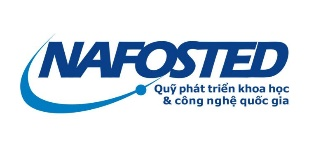 NAFOSTED
Quỹ phát triển khoa học
& công nghệ quốc gia